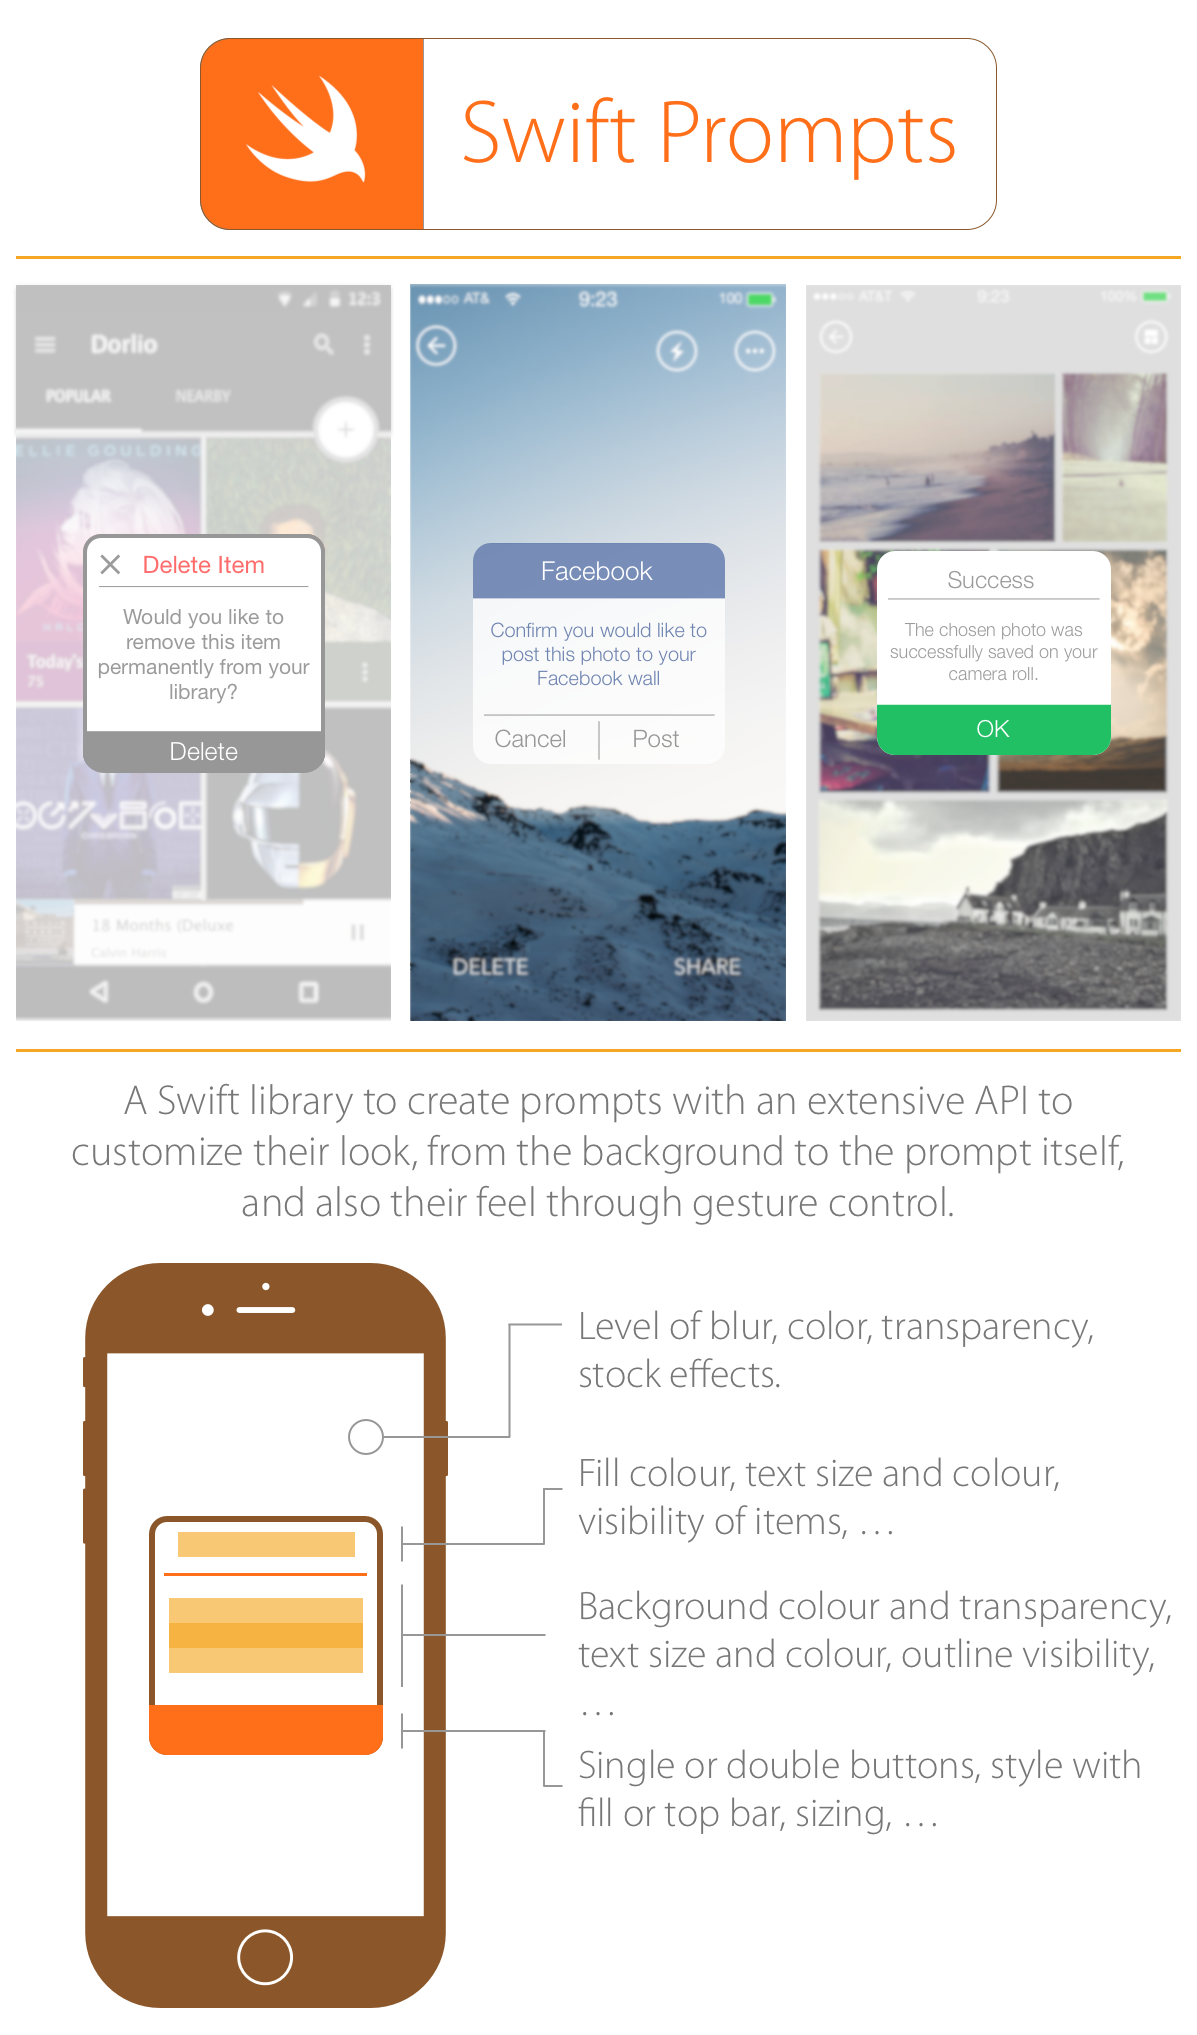 Swift Prompts
12:3
Dorlio
POPULAR
NEARBY
ELLIE GOULDING
Today's
75
Delete Item
Would you like to
remove this item
permanently from your
library?
Delete
18 Months (Deluxe
Calvin Harris
AT&
9:23
100
Facebook
Confirm you would like to
post this photo to your
Facebook wall
Cancel
Post
DELETE
SHARE
AT&T
9:23
100%
Success
The chosen photo was
successfully saved on your
camera roll.
OK
A Swift library to create prompts with an extensive API to
customize their look, from the background to the prompt itself,
and also their feel through gesture control.
Level of blur, color, transparency,
stock effects.
Fill colour, text size and colour,
visibility of items, …
Background colour and transparency,
text size and colour, outline visibility,
…
Single or double buttons, style with
fill or top bar, sizing, …